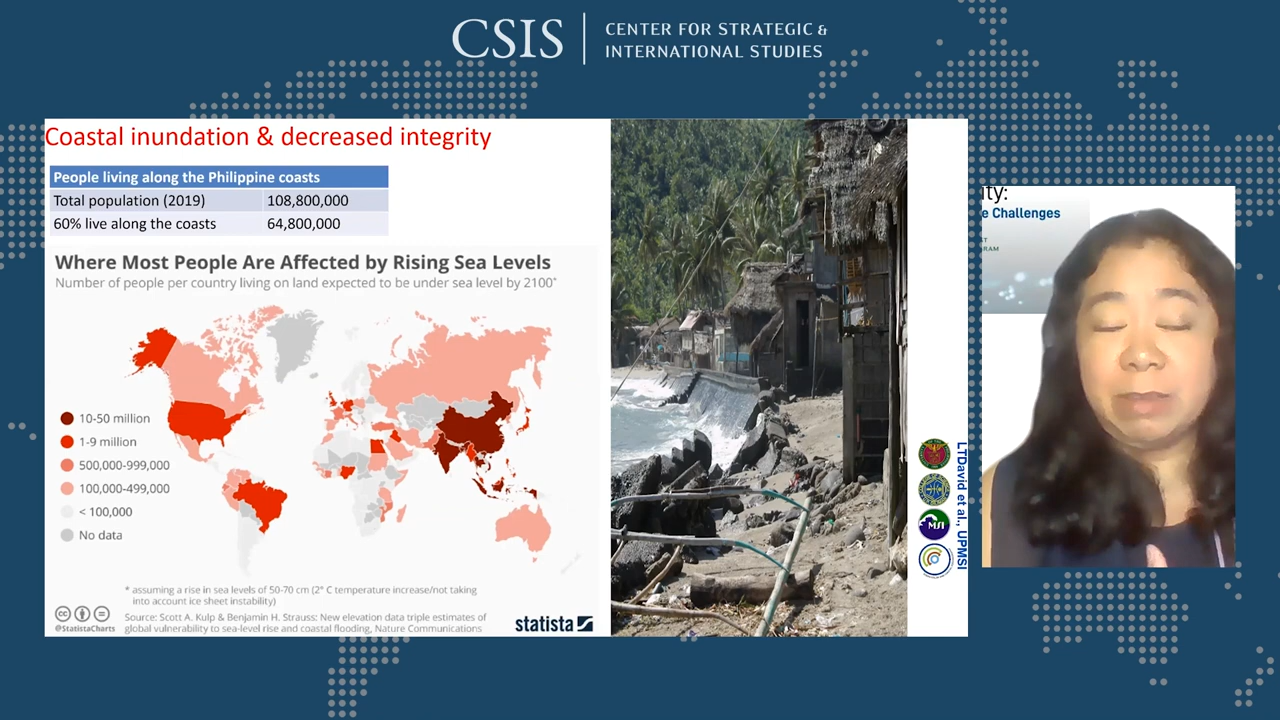 CSIS
CENTER FOR STRATEGIC &
INTERNATIONAL STUDIES
Coastal inundation & decreased integrity
People living along the Philippine coasts
Total population (2019) 108,800,000
60% live along the coasts 64,800,000
Where Most People Are Affected by Rising Sea Levels
Number of people per country living on land expected to be under sea level by 2100*
10-50 million
1-9 million
500,000-999,000
100,000-499,000
< 100,000
No data
* assuming a rise in sea levels of 50-70 cm (2° C temperature increase/not taking
into account ice sheet instability)
@StatistaCharts
Source: Scott A. Kulp & Benjamin H. Strauss: New elevation data triple estimates of
global vulnerability to sea-level rise and coastal flooding, Nature Communications
statista
LTDavid et al., UPMSI
MSI
ity:
e Challenges
ST
RAM